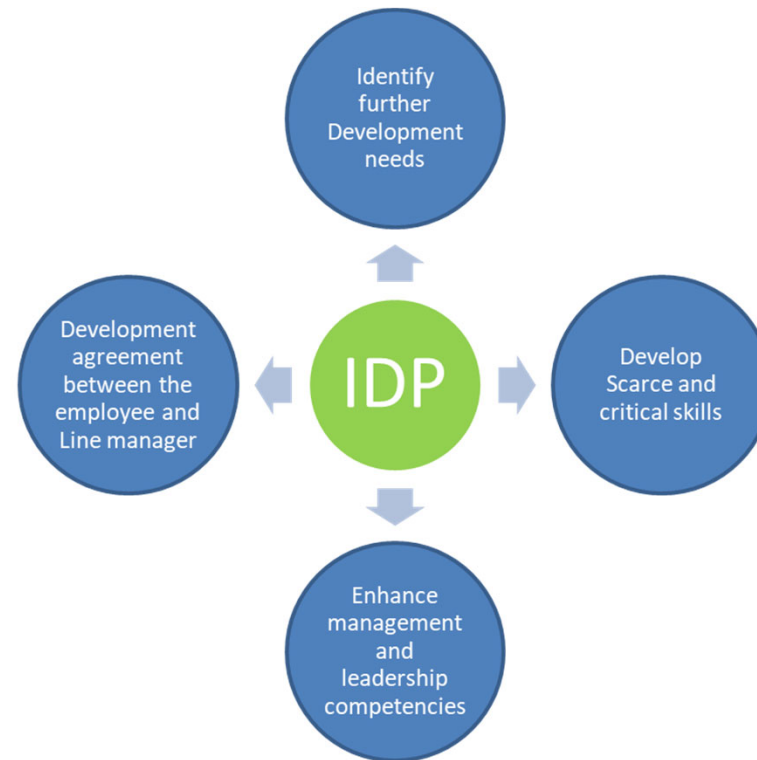 Identify
further
Development
needs
Development
agreement
between the
employee and
Line manager
IDP
Develop
Scarce and
critical skills
Enhance
management
and
leadership
competencies